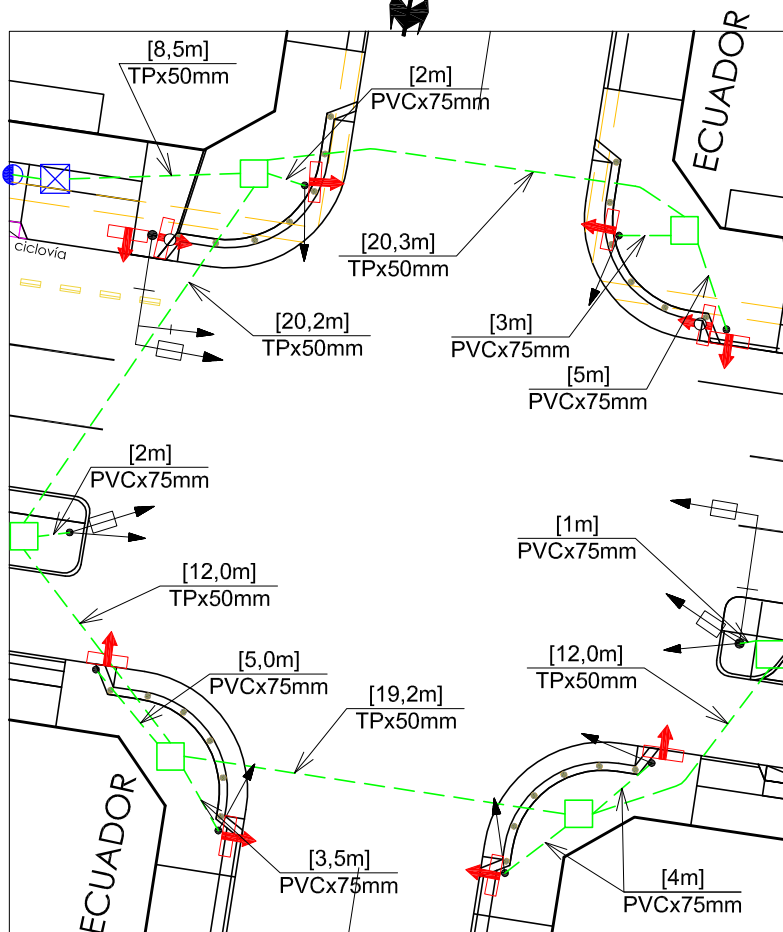 ECUADOR
[8,5m]
TPx50mm
[2m]
PVCx75mm
[20,3m]
TPx50mm
ciclovía
[20,2m]
TPx50mm
[3m]
PVCx75mm
[5m]
PVCx75mm
[2m]
PVCx75mm
[1m]
PVCx75mm
[12,0m]
TPx50mm
[5,0m]
PVCx75mm
[12,0m]
TPx50mm
[19,2m]
TPx50mm
ECUADOR
[3,5m]
PVCx75mm
[4m]
PVCx75mm